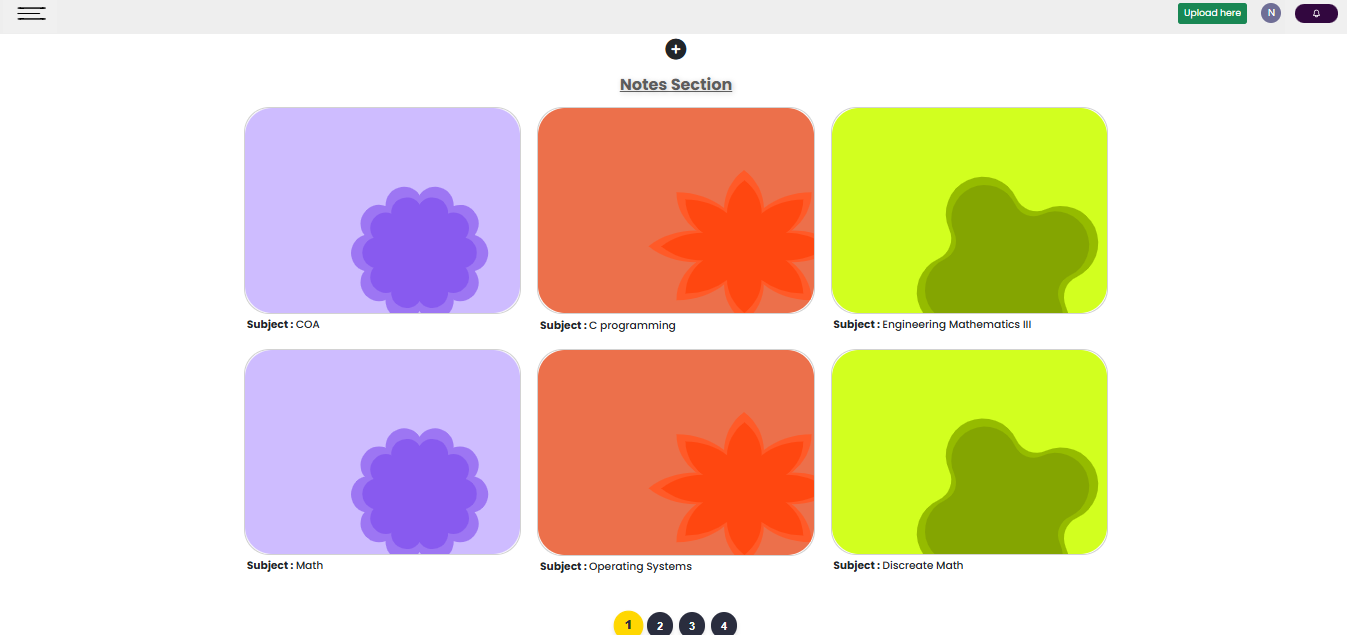 Upload here
N
Notes Section
Subject : COA
Subject : C programming
Subject : Engineering Mathematics III
Subject : Math
Subject : Operating Systems
Subject : Discreate Math
1 2 3 4